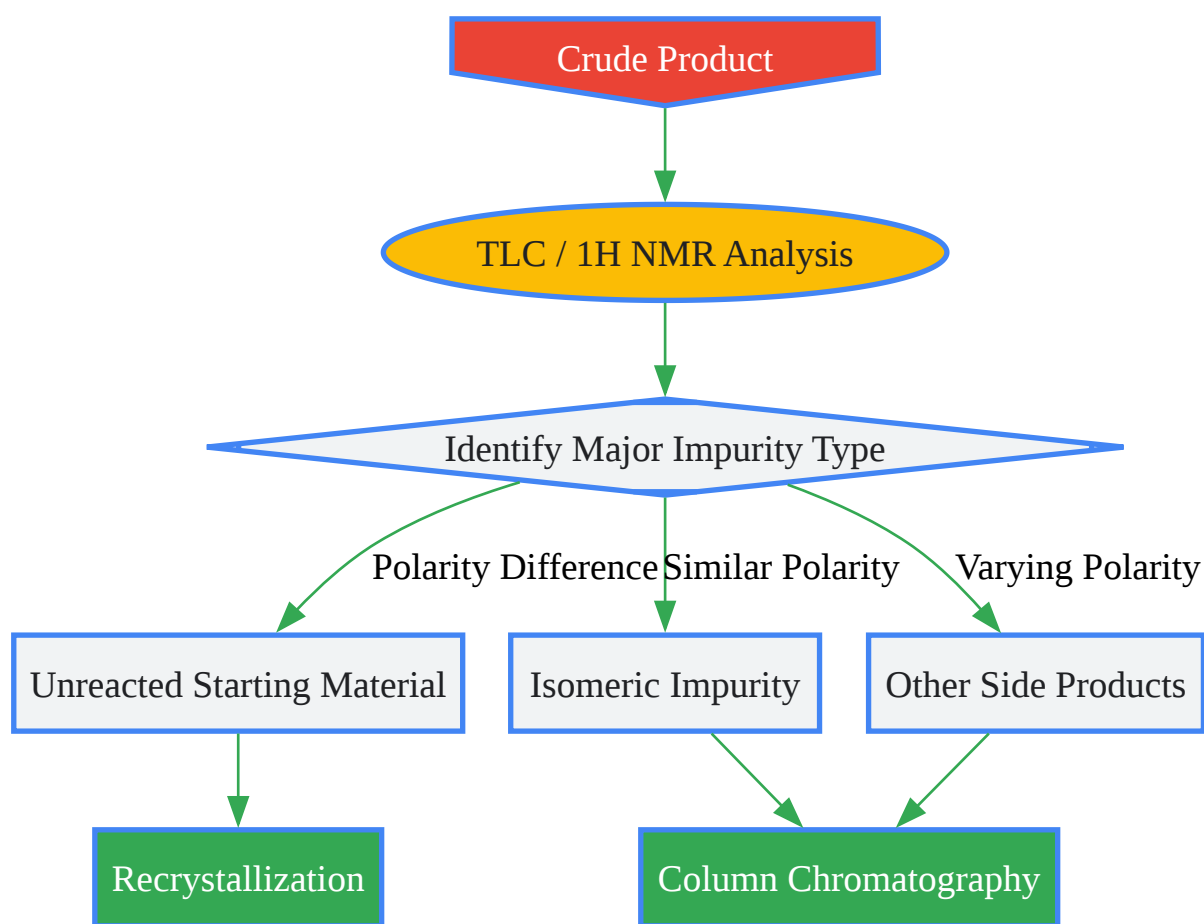 Crude Product
TLC / 1H NMR Analysis
Identify Major Impurity Type
Polarity Difference
Similar Polarity
Varying Polarity
Unreacted Starting Material
Isomeric Impurity
Other Side Products
Recrystallization
Column Chromatography